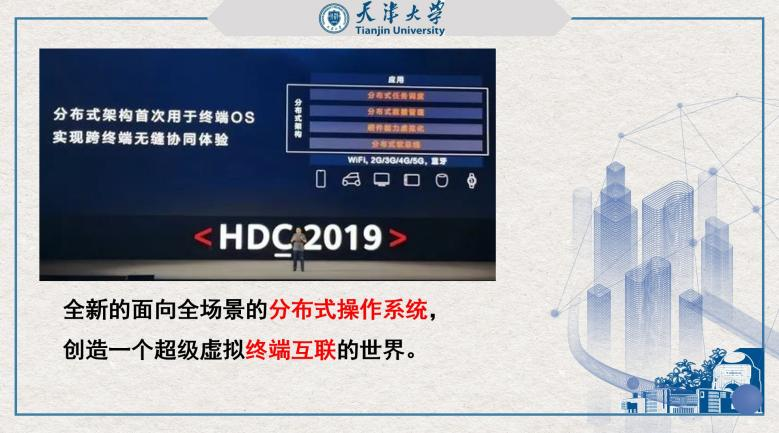 天津大学
Tianjin University
应用
分布式架构
分布式任务调度
分布式数据管理
硬件能力虚拟化
分布式软总线
WiFi, 2G/3G/4G/5G, 蓝牙
分布式架构首次用于终端OS
实现跨终端无缝协同体验
<HDC 2019>
全新的面向全场景的分布式操作系统，
创造一个超级虚拟终端互联的世界。